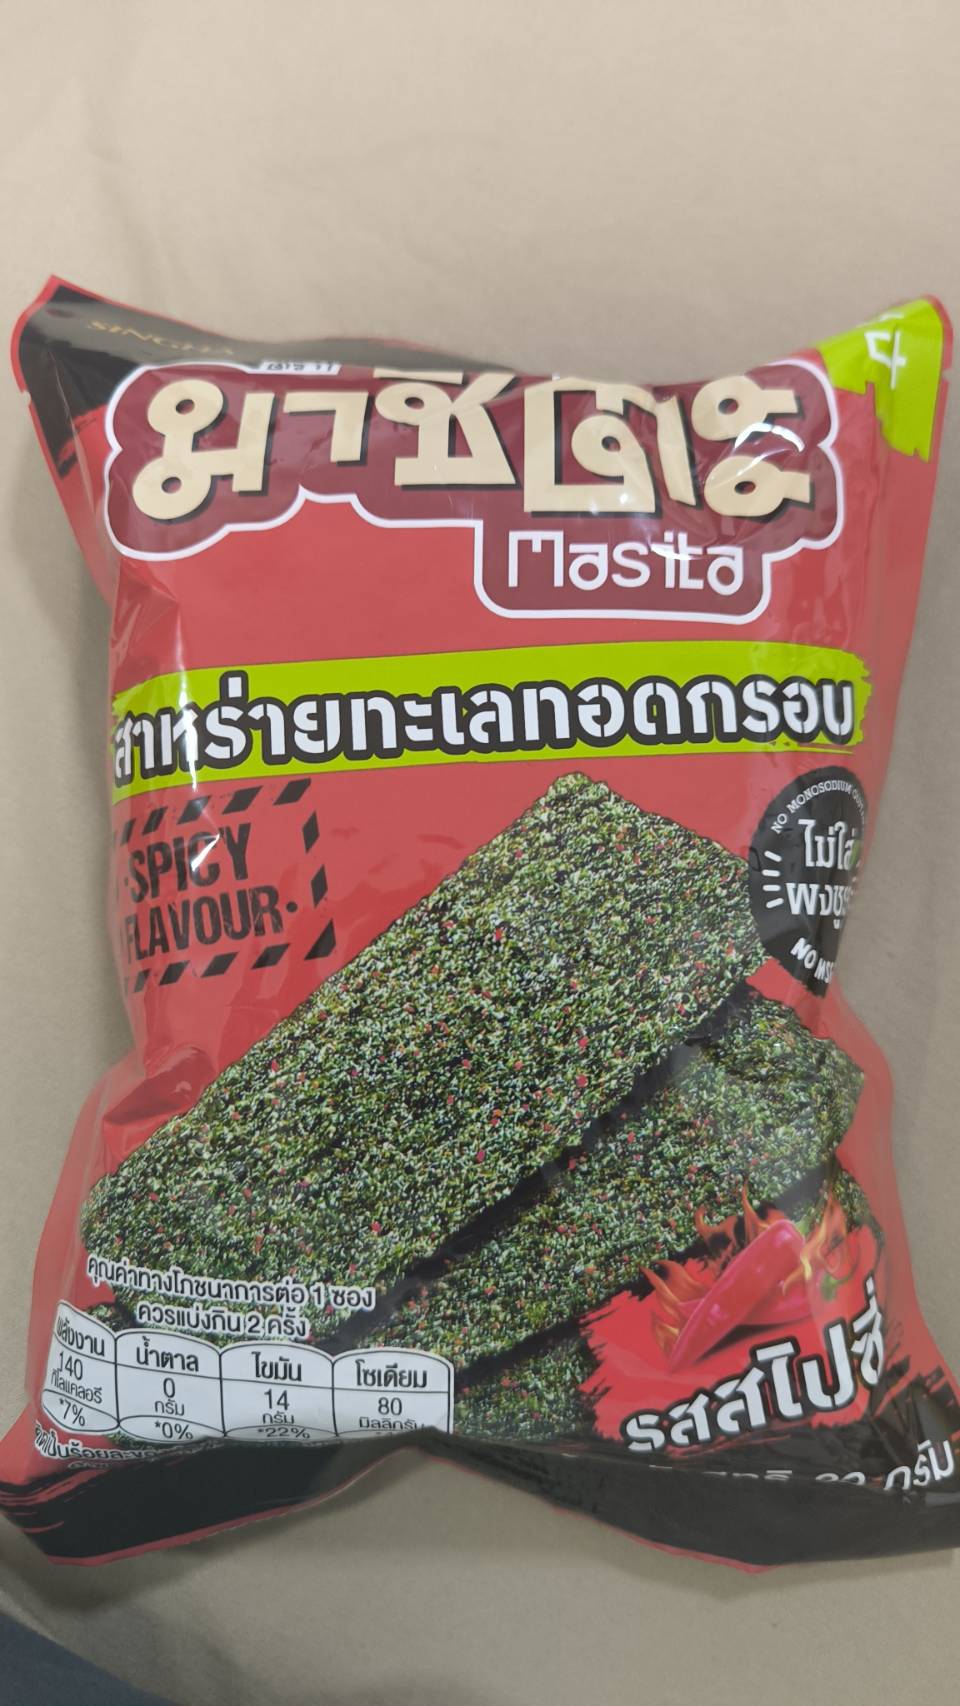 SINGHA
ตรา
มาชิตะ
Masita
สาหร่ายทะเลทอดกรอบ
SPICY
FLAVOUR
NO MONOSODIUM
ไม่ใส่
ผงชูรส
NO MSG
คุณค่าทางโภชนาการต่อ 1 ซอง
ควรแบ่งกิน 2 ครั้ง
พลังงาน น้ำตาล ไขมัน โซเดียม
140 0 14 80
กิโลแคลอรี กรัม กรัม มิลลิกรัม
*7% *0% *22%
รสสไปซี่
กรัม